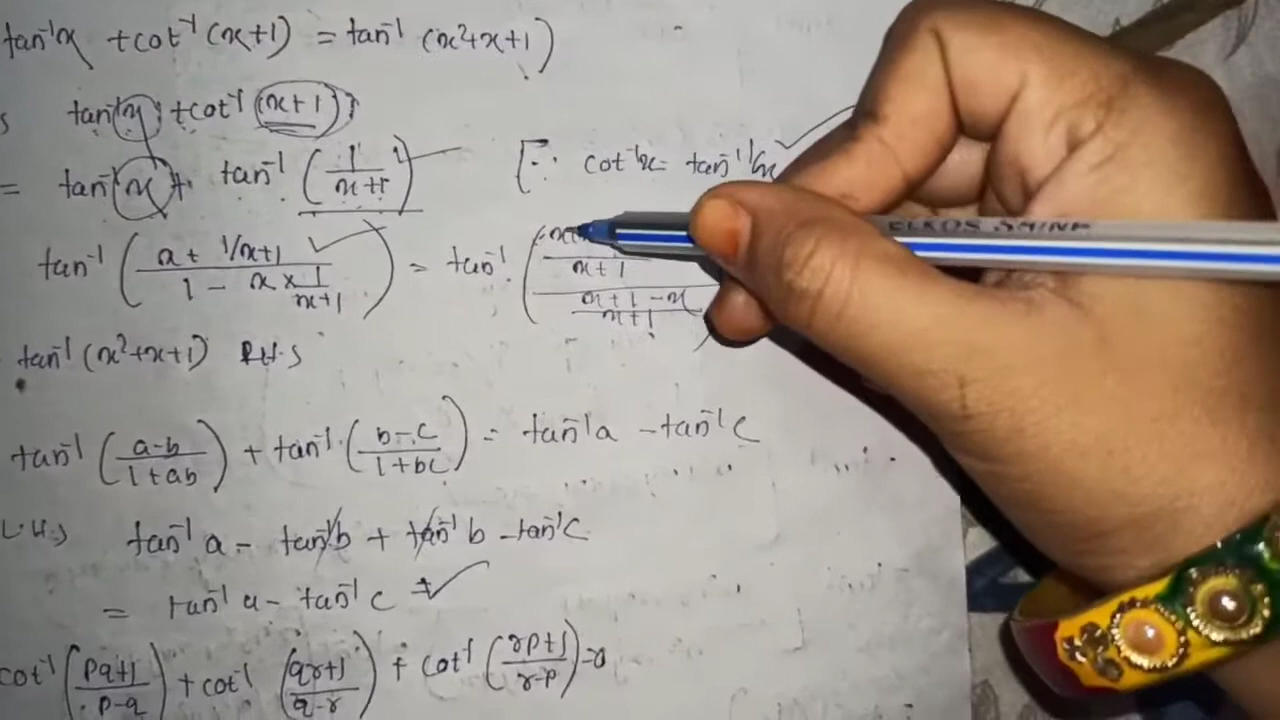 tan⁻¹x + cot⁻¹(x+1) = tan⁻¹(x²+x+1)
s tan⁻¹x + cot⁻¹(x+1)
= tan⁻¹x + tan⁻¹(1/(x+1)) [∵ cot⁻¹x = tan⁻¹ 1/x
tan⁻¹((x + 1/x+1)/(1 - x × 1/(x+1))) = tan⁻¹((/(x+1))/((x+1-x)/(x+1)))
tan⁻¹(x²+x+1) R.H.S
tan⁻¹((a-b)/(1+ab)) + tan⁻¹((b-c)/(1+bc)) = tan⁻¹a - tan⁻¹c
L.H.S tan⁻¹a - tan⁻¹b + tan⁻¹b - tan⁻¹c
= tan⁻¹a - tan⁻¹c
cot⁻¹((pq+1)/(p-q)) + cot⁻¹((qr+1)/(q-r)) + cot⁻¹((rp+1)/(r-p)) = 0